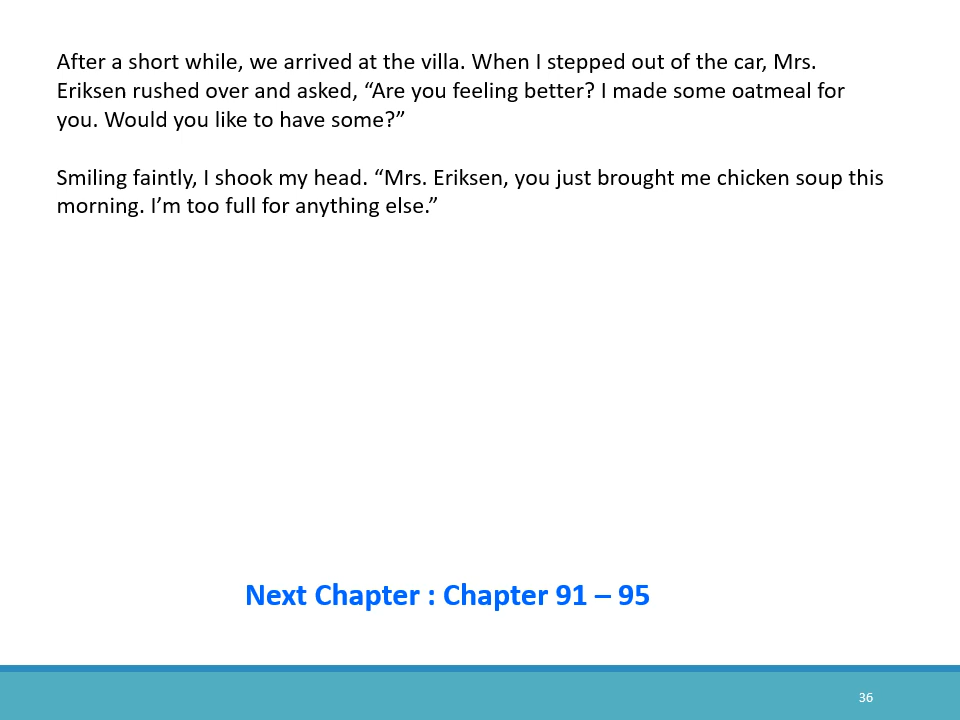 After a short while, we arrived at the villa. When I stepped out of the car, Mrs.
Eriksen rushed over and asked, “Are you feeling better? I made some oatmeal for
you. Would you like to have some?”
Smiling faintly, I shook my head. “Mrs. Eriksen, you just brought me chicken soup this
morning. I’m too full for anything else.”
Next Chapter : Chapter 91 – 95
36